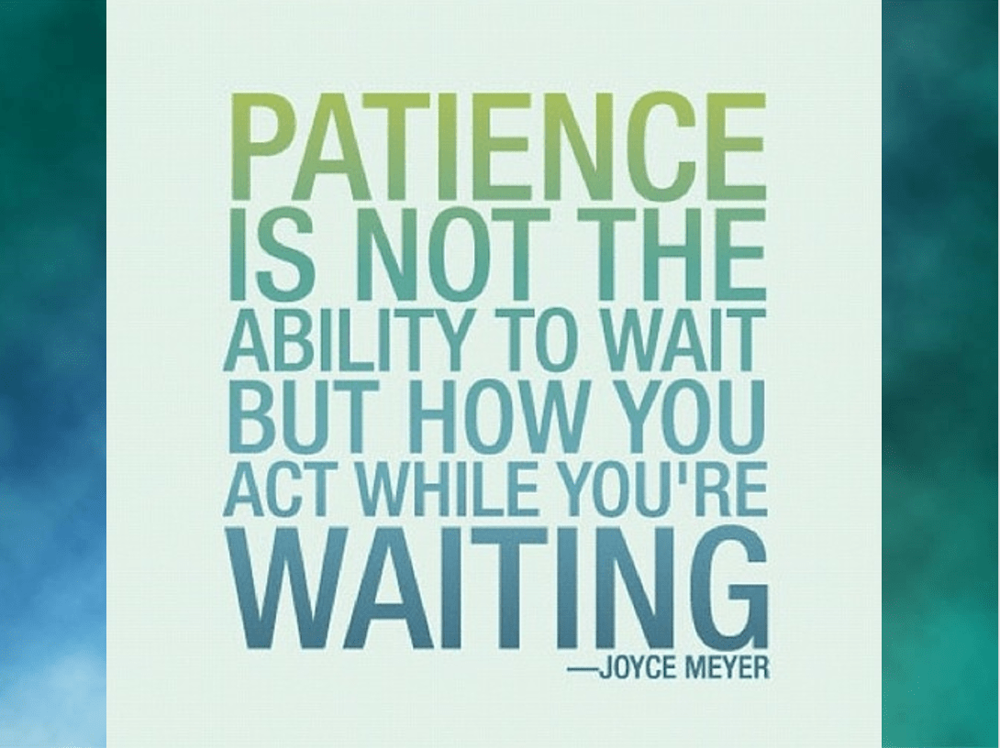 PATIENCE
IS NOT THE
ABILITY TO WAIT
BUT HOW YOU
ACT WHILE YOU'RE
WAITING
—JOYCE MEYER